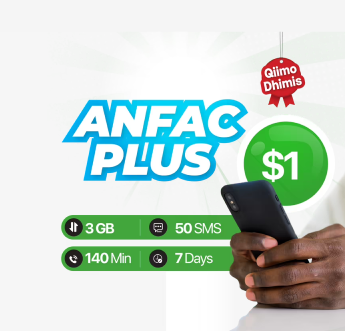 Qiimo
Dhimis
ANFAC
PLUS
$1
3 GB
50 SMS
140 Min
7 Days